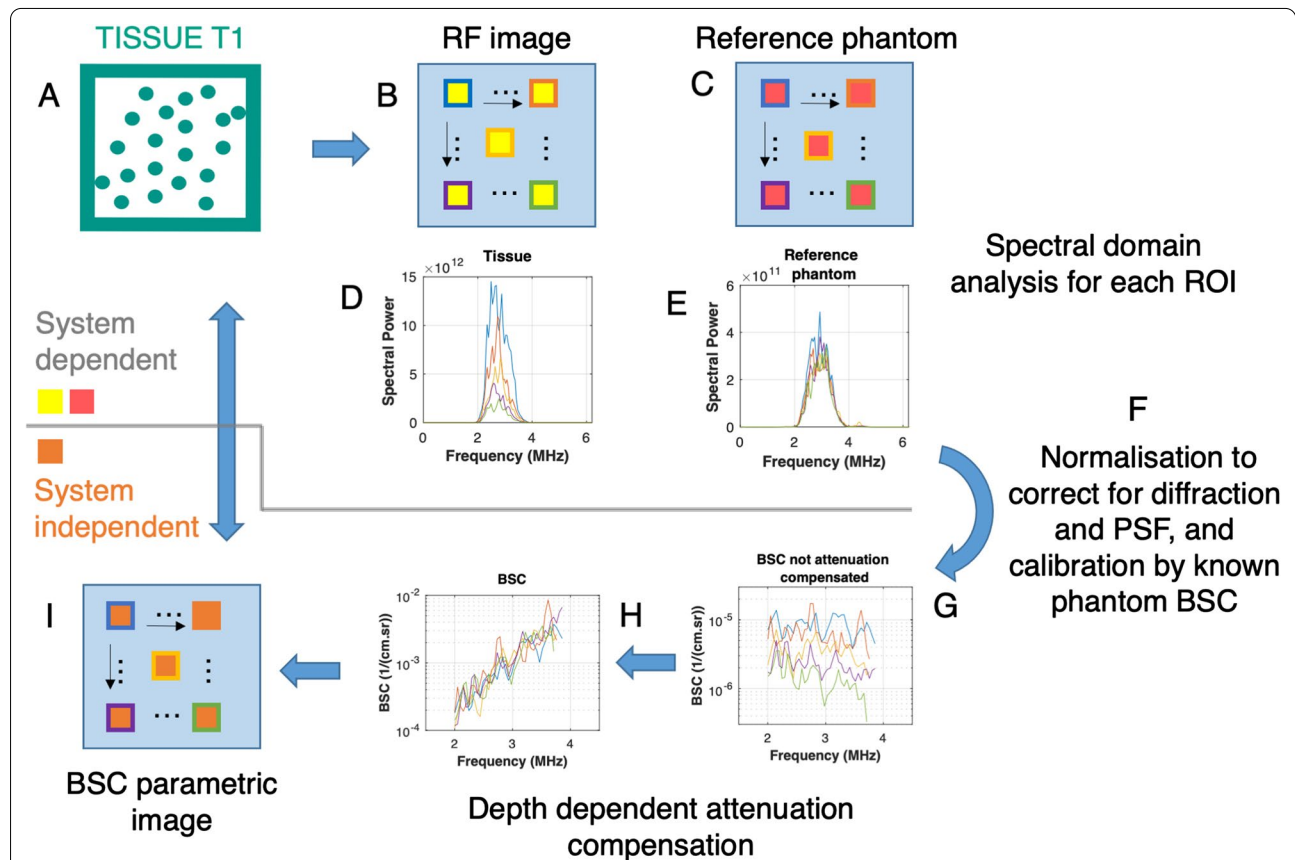 TISSUE T1
RF image
Reference phantom
A
B
C
Spectral domain
analysis for each ROI
D
Tissue
×10¹²
15
10
5
0
Spectral Power
0 2 4 6
Frequency (MHz)
E
Reference
phantom
×10¹¹
6
4
2
0
Spectral Power
0 2 4 6
Frequency (MHz)
System
dependent
System
independent
F
Normalisation to
correct for diffraction
and PSF, and
calibration by known
phantom BSC
G
BSC not attenuation
compensated
10⁻⁵
10⁻⁶
BSC (1/(cm.sr))
2 3 4
Frequency (MHz)
H
BSC
10⁻²
10⁻³
10⁻⁴
BSC (1/(cm.sr))
2 3 4
Frequency (MHz)
Depth dependent attenuation
compensation
I
BSC parametric
image